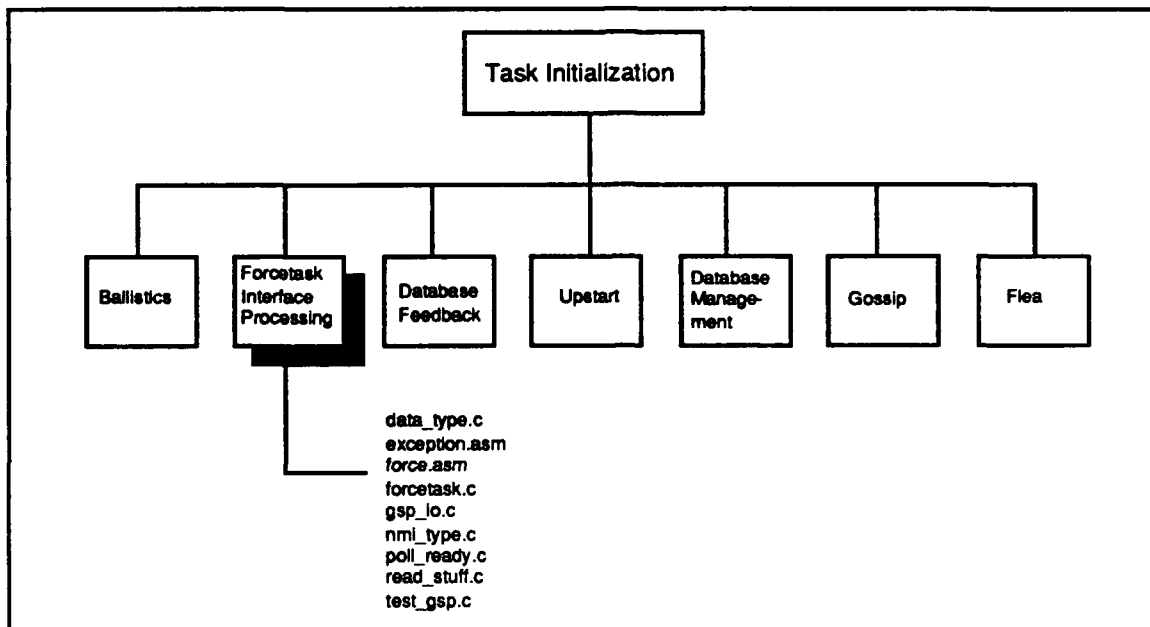 Task Initialization
Ballistics
Forcetask
Interface
Processing
Database
Feedback
Upstart
Database
Manage-
ment
Gossip
Flea
data_type.c
exception.asm
force.asm
forcetask.c
gsp_io.c
nmi_type.c
poll_ready.c
read_stuff.c
test_gsp.c